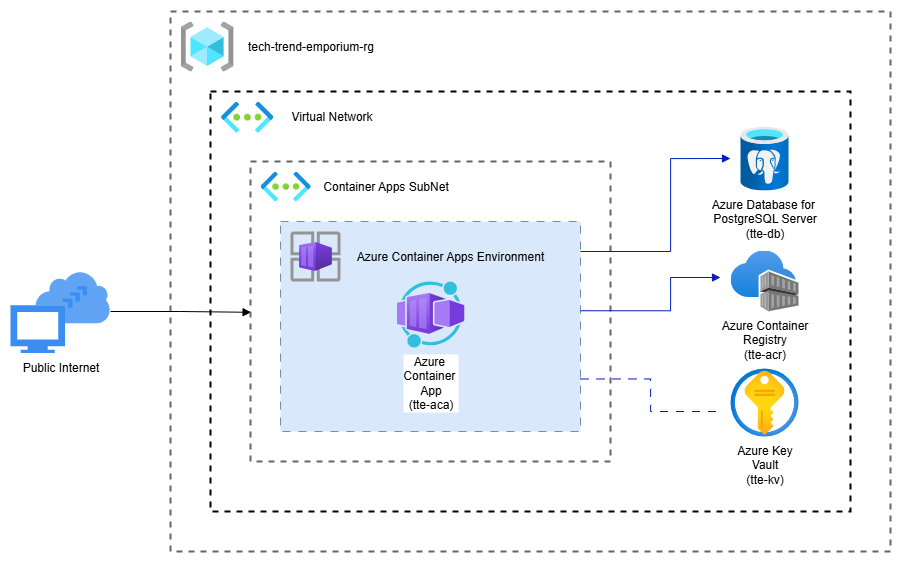 tech-trend-emporium-rg
Virtual Network
Container Apps SubNet
Azure Database for
PostgreSQL Server
(tte-db)
Azure Container Apps Environment
Azure Container
Registry
(tte-acr)
Public Internet
Azure
Container
App
(tte-aca)
Azure Key
Vault
(tte-kv)